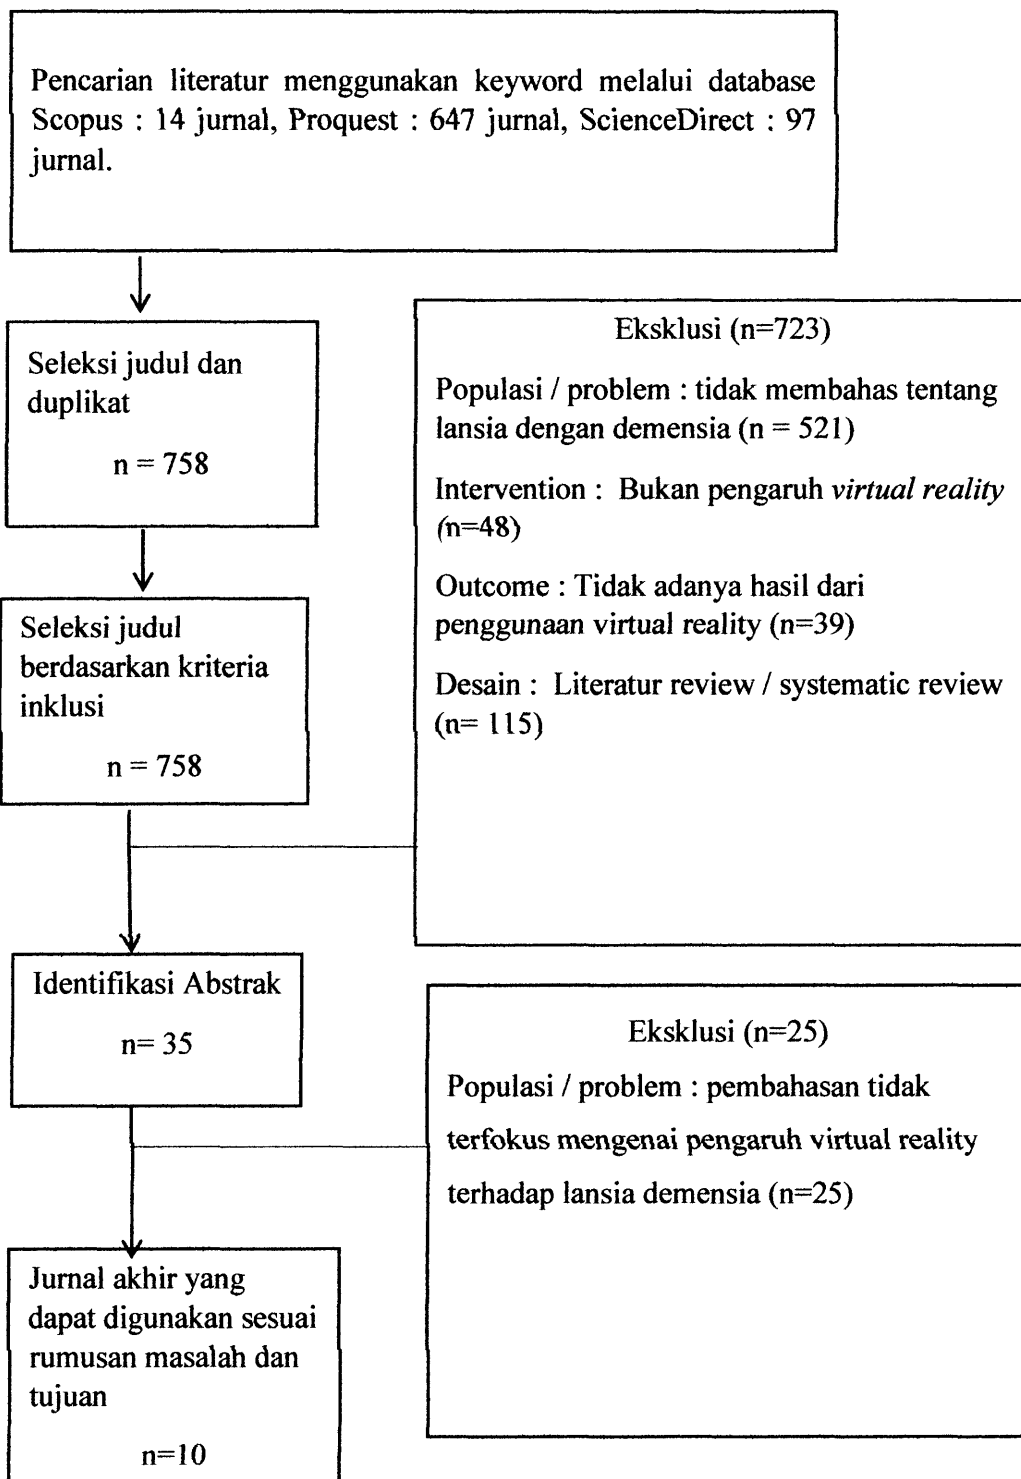 Pencarian literatur menggunakan keyword melalui database
Scopus : 14 jurnal, Proquest : 647 jurnal, ScienceDirect : 97
jurnal.
Seleksi judul dan
duplikat
n = 758
Seleksi judul
berdasarkan kriteria
inklusi
n = 758
Eksklusi (n=723)
Populasi / problem : tidak membahas tentang
lansia dengan demensia (n = 521)
Intervention : Bukan pengaruh virtual reality
(n=48)
Outcome : Tidak adanya hasil dari
penggunaan virtual reality (n=39)
Desain : Literatur review / systematic review
(n= 115)
Identifikasi Abstrak
n= 35
Eksklusi (n=25)
Populasi / problem : pembahasan tidak
terfokus mengenai pengaruh virtual reality
terhadap lansia demensia (n=25)
Jurnal akhir yang
dapat digunakan sesuai
rumusan masalah dan
tujuan
n=10